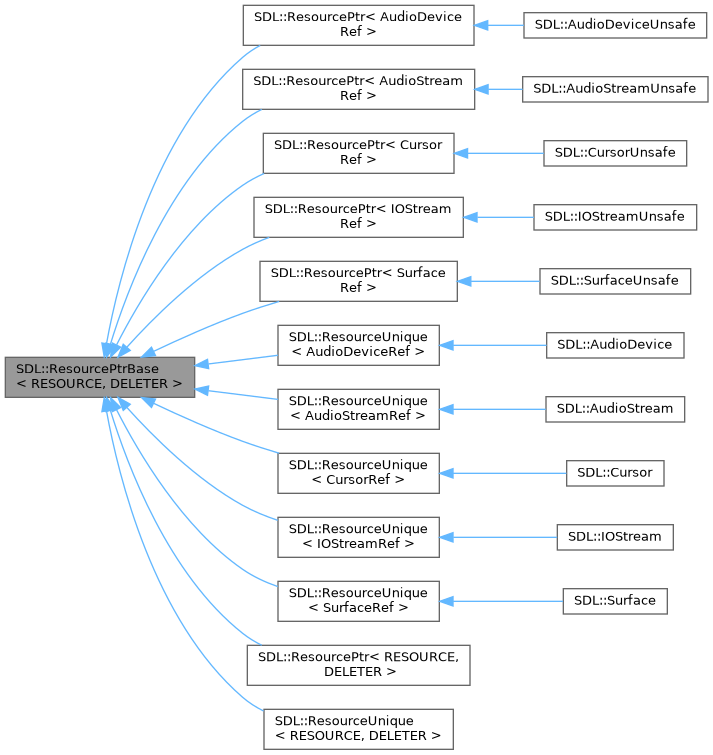 SDL::ResourcePtr< AudioDevice
Ref >
SDL::AudioDeviceUnsafe
SDL::ResourcePtr< AudioStream
Ref >
SDL::AudioStreamUnsafe
SDL::ResourcePtr< Cursor
Ref >
SDL::CursorUnsafe
SDL::ResourcePtr< IOStream
Ref >
SDL::IOStreamUnsafe
SDL::ResourcePtr< Surface
Ref >
SDL::SurfaceUnsafe
SDL::ResourceUnique
< AudioDeviceRef >
SDL::AudioDevice
SDL::ResourcePtrBase
< RESOURCE, DELETER >
SDL::ResourceUnique
< AudioStreamRef >
SDL::AudioStream
SDL::ResourceUnique
< CursorRef >
SDL::Cursor
SDL::ResourceUnique
< IOStreamRef >
SDL::IOStream
SDL::ResourceUnique
< SurfaceRef >
SDL::Surface
SDL::ResourcePtr< RESOURCE,
DELETER >
SDL::ResourceUnique
< RESOURCE, DELETER >